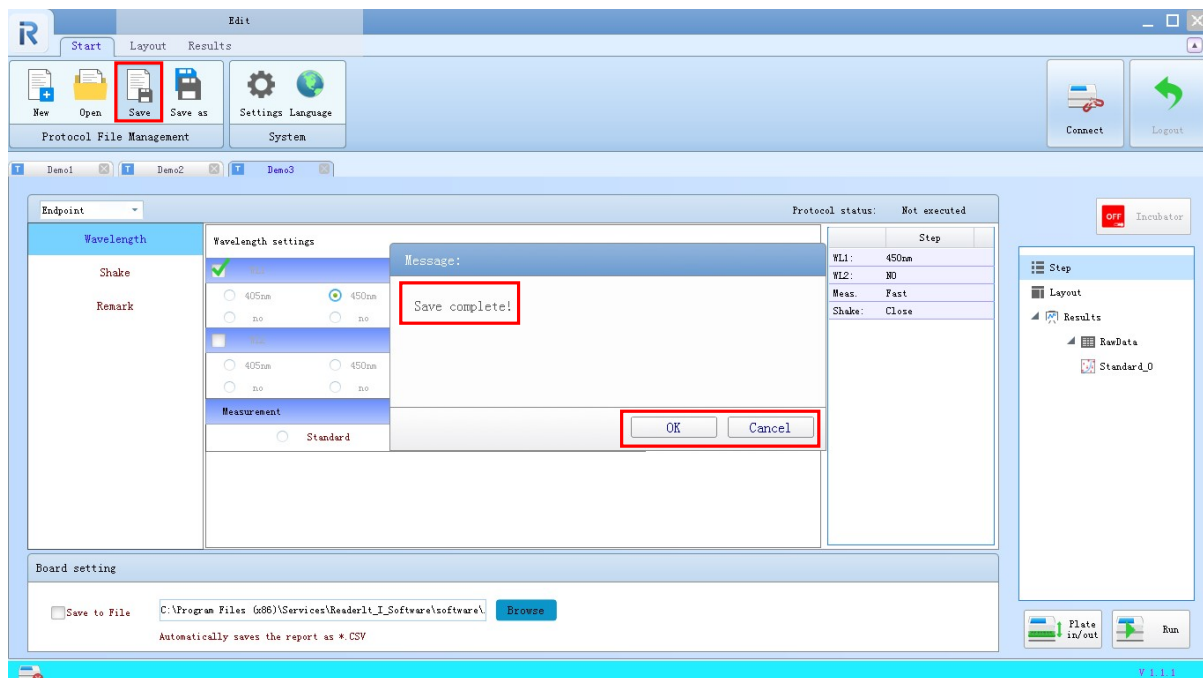 Edit
Start Layout Results
New Open Save Save as Settings Language
Connect Logout
Protocol File Management System
T Demo1 T Demo2 T Demo3
Endpoint Protocol status: Not executed
OFF Incubator
Wavelength
Shake
Remark
Wavelength settings
405nm 450nm
no no
405nm 450nm
no no
Measurement
Standard
Message:
Save complete!
OK Cancel
Step
WL1: 450nm
WL2: NO
Meas. Fast
Shake: Close
Step
Layout
Results
RawData
Standard_0
Board setting
Save to File C:\Program Files (x86)\Services\Readerlt_I_Software\software\. Browse
Automatically saves the report as *.CSV
Plate in/out Run
V 1.1.1